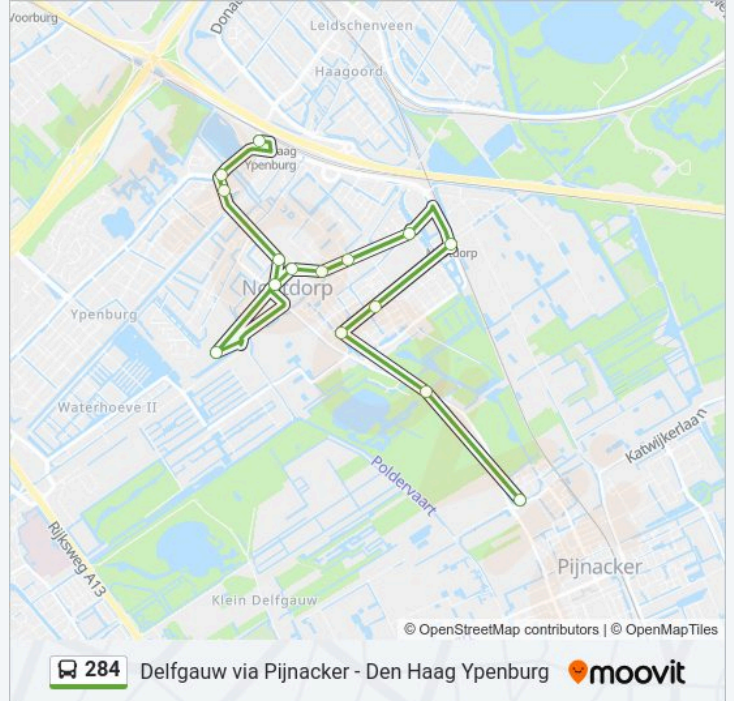 Voorburg
Leidschenveen
Haagoord
Ypenburg
Nootdorp
Ypenburg
Waterhoeve II
Katwijkerlaan
Poldervaart
Rijksweg A13
Pijnacker
Klein Delfgauw
© OpenStreetMap contributors | © OpenMapTiles
284 Delfgauw via Pijnacker - Den Haag Ypenburg moovit